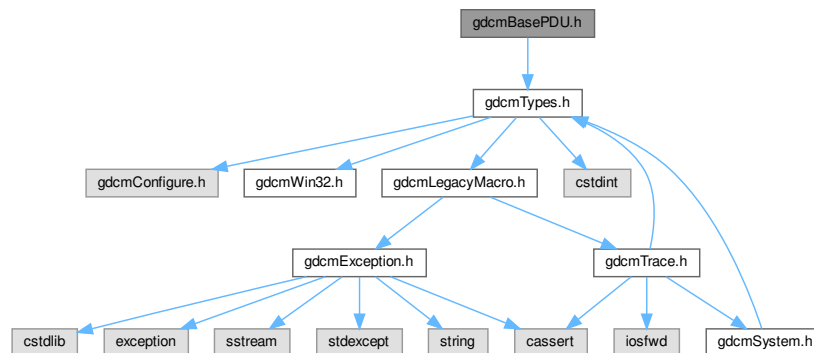 gdcmBasePDU.h
gdcmTypes.h
gdcmConfigure.h
gdcmWin32.h
gdcmLegacyMacro.h
cstdint
gdcmException.h
gdcmTrace.h
cstdlib
exception
sstream
stdexcept
string
cassert
iosfwd
gdcmSystem.h